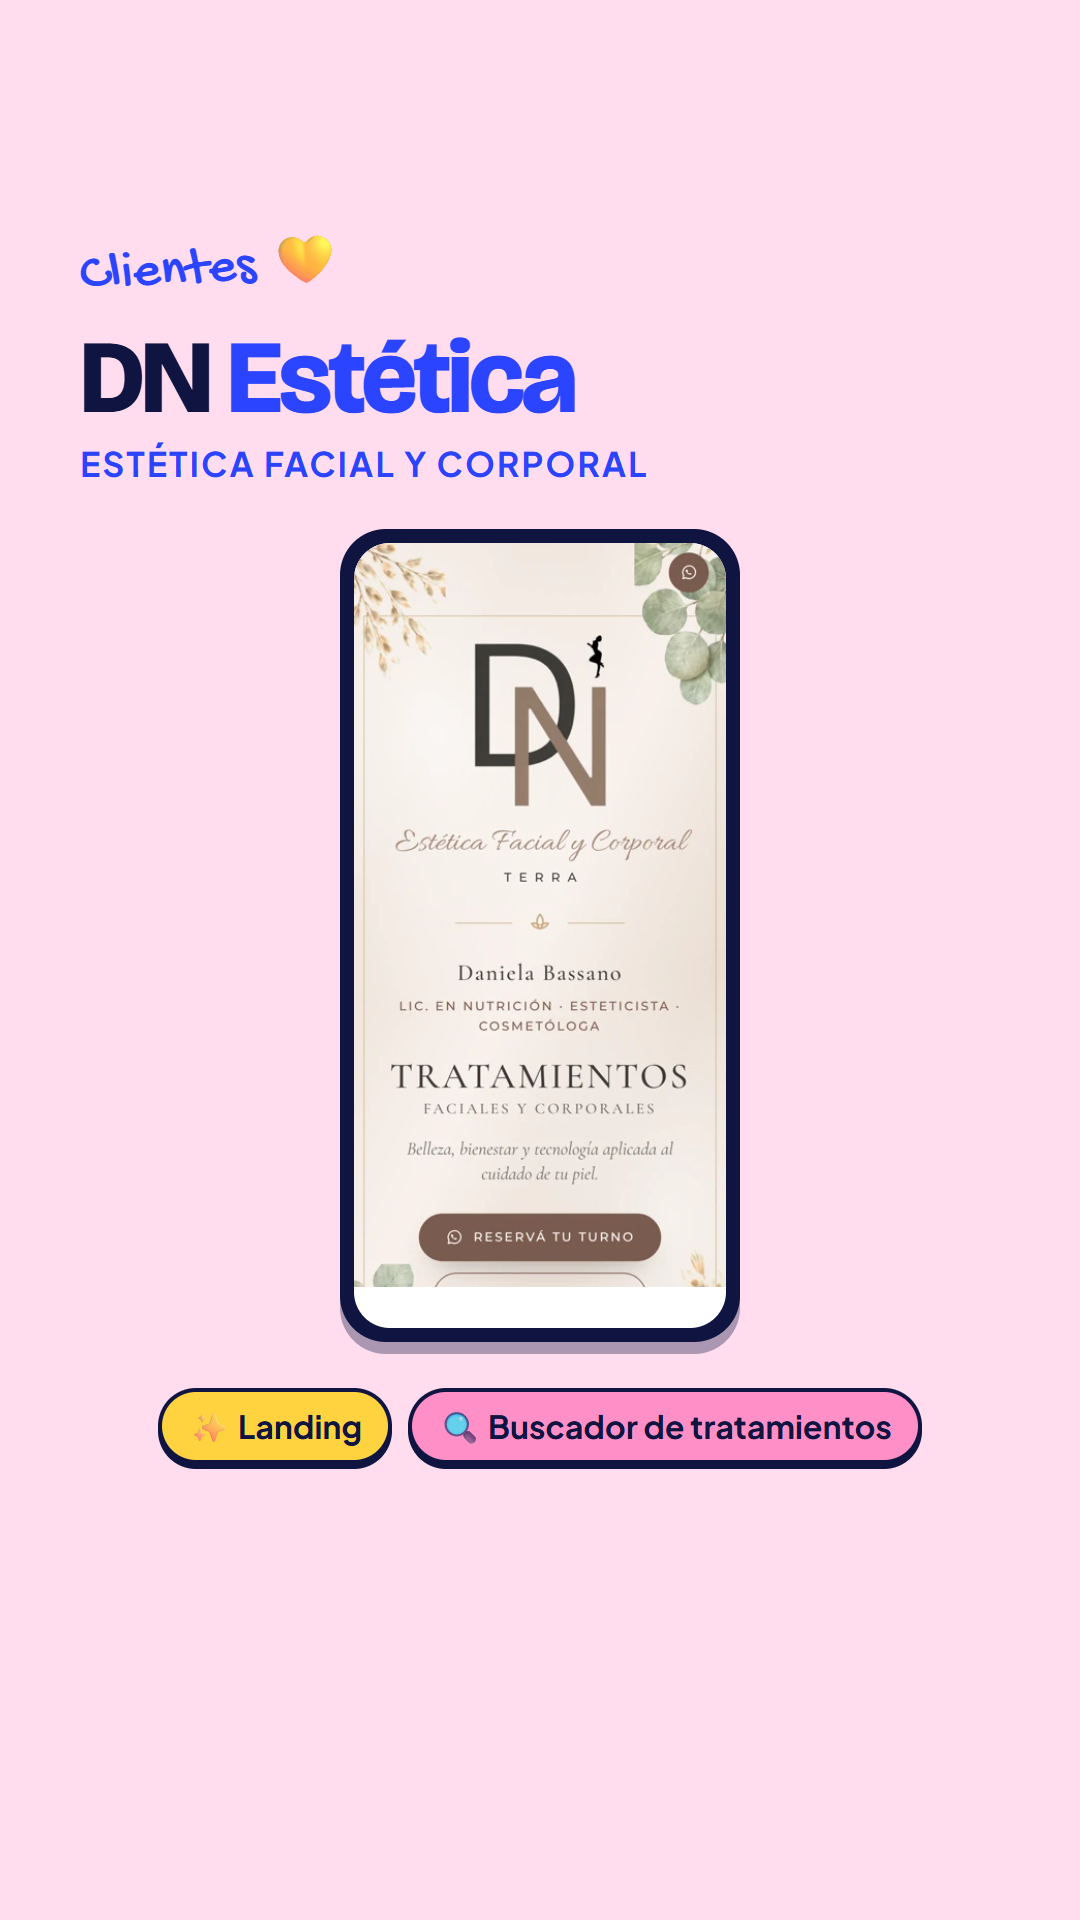 Clientes
DN Estética
ESTÉTICA FACIAL Y CORPORAL
DN
Estética Facial y Corporal
TERRA
Daniela Bassano
LIC. EN NUTRICIÓN · ESTETICISTA ·
COSMETÓLOGA
TRATAMIENTOS
FACIALES Y CORPORALES
Belleza, bienestar y tecnología aplicada al
cuidado de tu piel.
RESERVÁ TU TURNO
Landing
Buscador de tratamientos